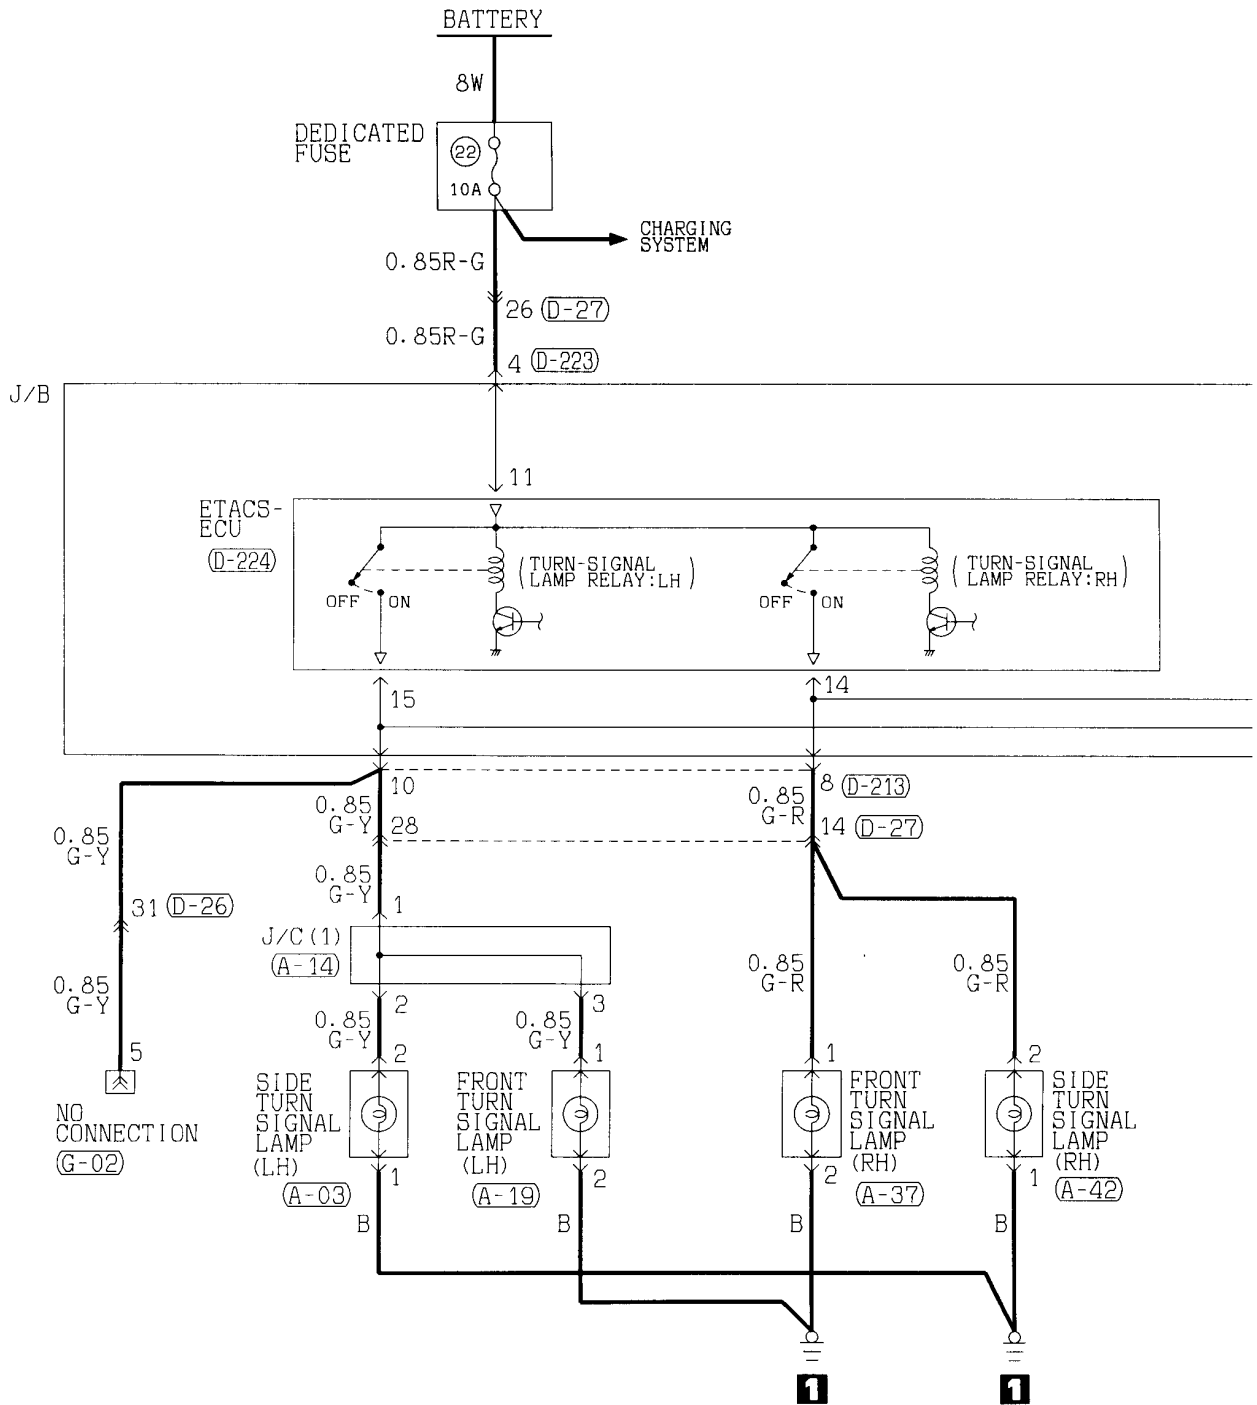 BATTERY
8W
DEDICATED
FUSE
22
10A
CHARGING
SYSTEM
0.85R-G
26 D-27
0.85R-G
4 D-223
J/B
11
ETACS-
ECU
D-224
OFF ON
(TURN-SIGNAL
LAMP RELAY:LH)
OFF ON
(TURN-SIGNAL
LAMP RELAY:RH)
15
14
10
8 D-213
0.85
G-Y
28
0.85
G-R
14 D-27
0.85
G-Y
0.85
G-Y
1
31 D-26
J/C(1)
A-14
0.85
G-R
0.85
G-R
0.85
G-Y
2
3
0.85
G-Y
0.85
G-Y
5
2
1
1
2
NO
CONNECTION
G-02
SIDE
TURN
SIGNAL
LAMP
(LH)
A-03
1
FRONT
TURN
SIGNAL
LAMP
(LH)
A-19
2
FRONT
TURN
SIGNAL
LAMP
(RH)
A-37
2
SIDE
TURN
SIGNAL
LAMP
(RH)
A-42
1
B
B
B
B
1
1